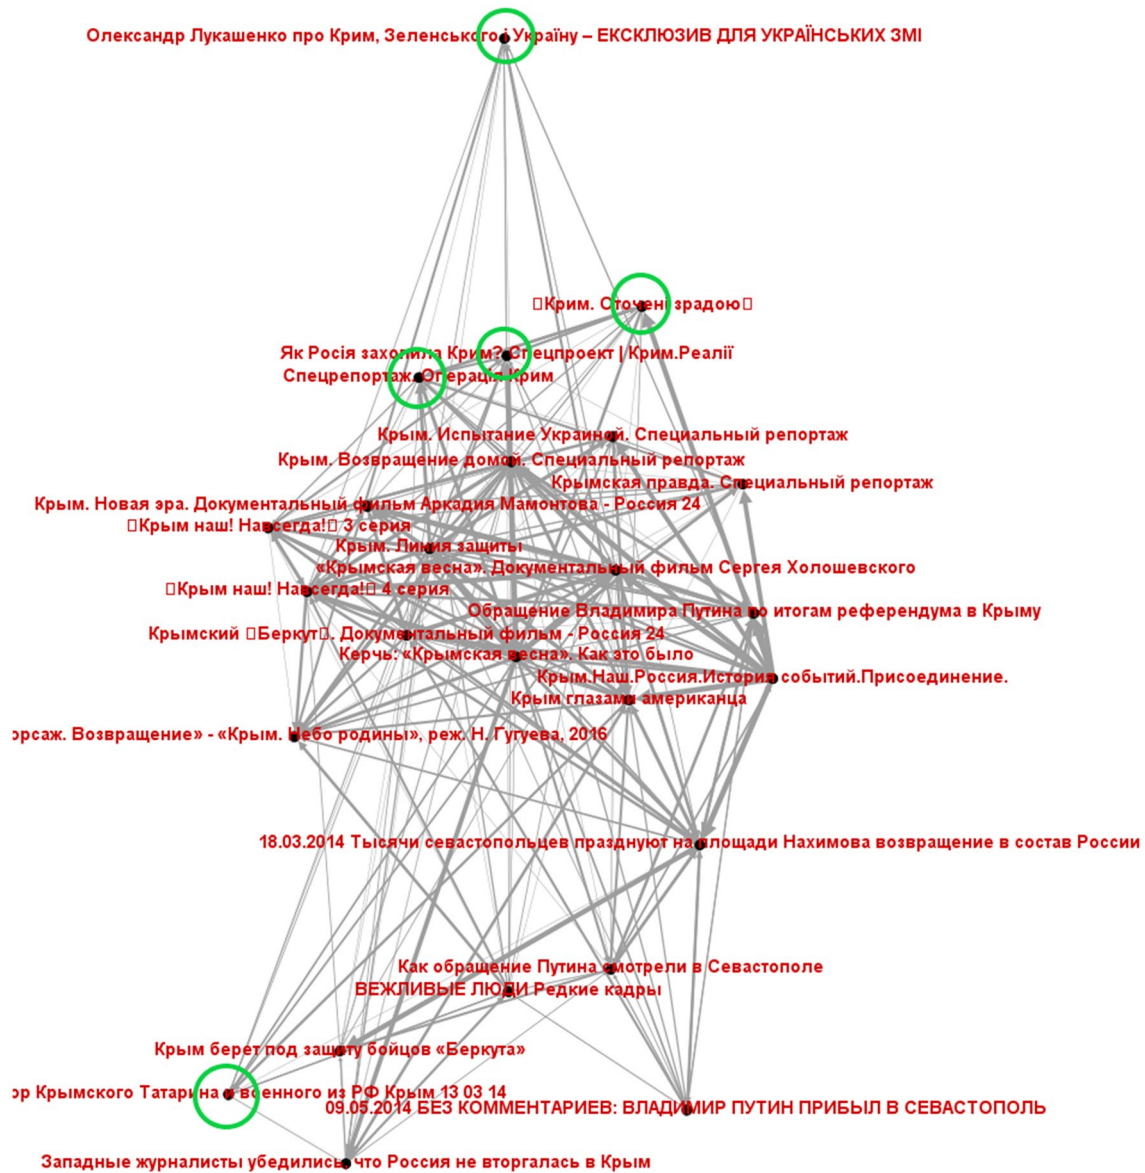 Олександр Лукашенко про Крим, Зеленського і Україну – ЕКСКЛЮЗИВ ДЛЯ УКРАЇНСЬКИХ ЗМІ
Крим. Оточені зрадою
Як Росія захопила Крим? Спецпроект | Крим.Реалії
Спецрепортаж. Операція Крим
Крым. Испытание Украиной. Специальный репортаж
Крым. Возвращение домой. Специальный репортаж
Крымская правда. Специальный репортаж
Крым. Новая эра. Документальный фильм Аркадия Мамонтова - Россия 24
Крым наш! Навсегда! 3 серия
Крым. Линия защиты
«Крымская весна». Документальный фильм Сергея Холошевского
Крым наш! Навсегда! 4 серия
Обращение Владимира Путина по итогам референдума в Крыму
Крымский Беркут. Документальный фильм - Россия 24
Керчь: «Крымская весна». Как это было
Крым.Наш.Россия.История событий.Присоединение.
Крым глазами американца
орсаж. Возвращение» - «Крым. Небо родины», реж. Н. Гугуева, 2016
18.03.2014 Тысячи севастопольцев празднуют на площади Нахимова возвращение в состав России
Как обращение Путина смотрели в Севастополе
ВЕЖЛИВЫЕ ЛЮДИ Редкие кадры
Крым берет под защиту бойцов «Беркута»
ор Крымского Татарина и военного из РФ Крым 13 03 14
09.05.2014 БЕЗ КОММЕНТАРИЕВ: ВЛАДИМИР ПУТИН ПРИБЫЛ В СЕВАСТОПОЛЬ
Западные журналисты убедились, что Россия не вторгалась в Крым